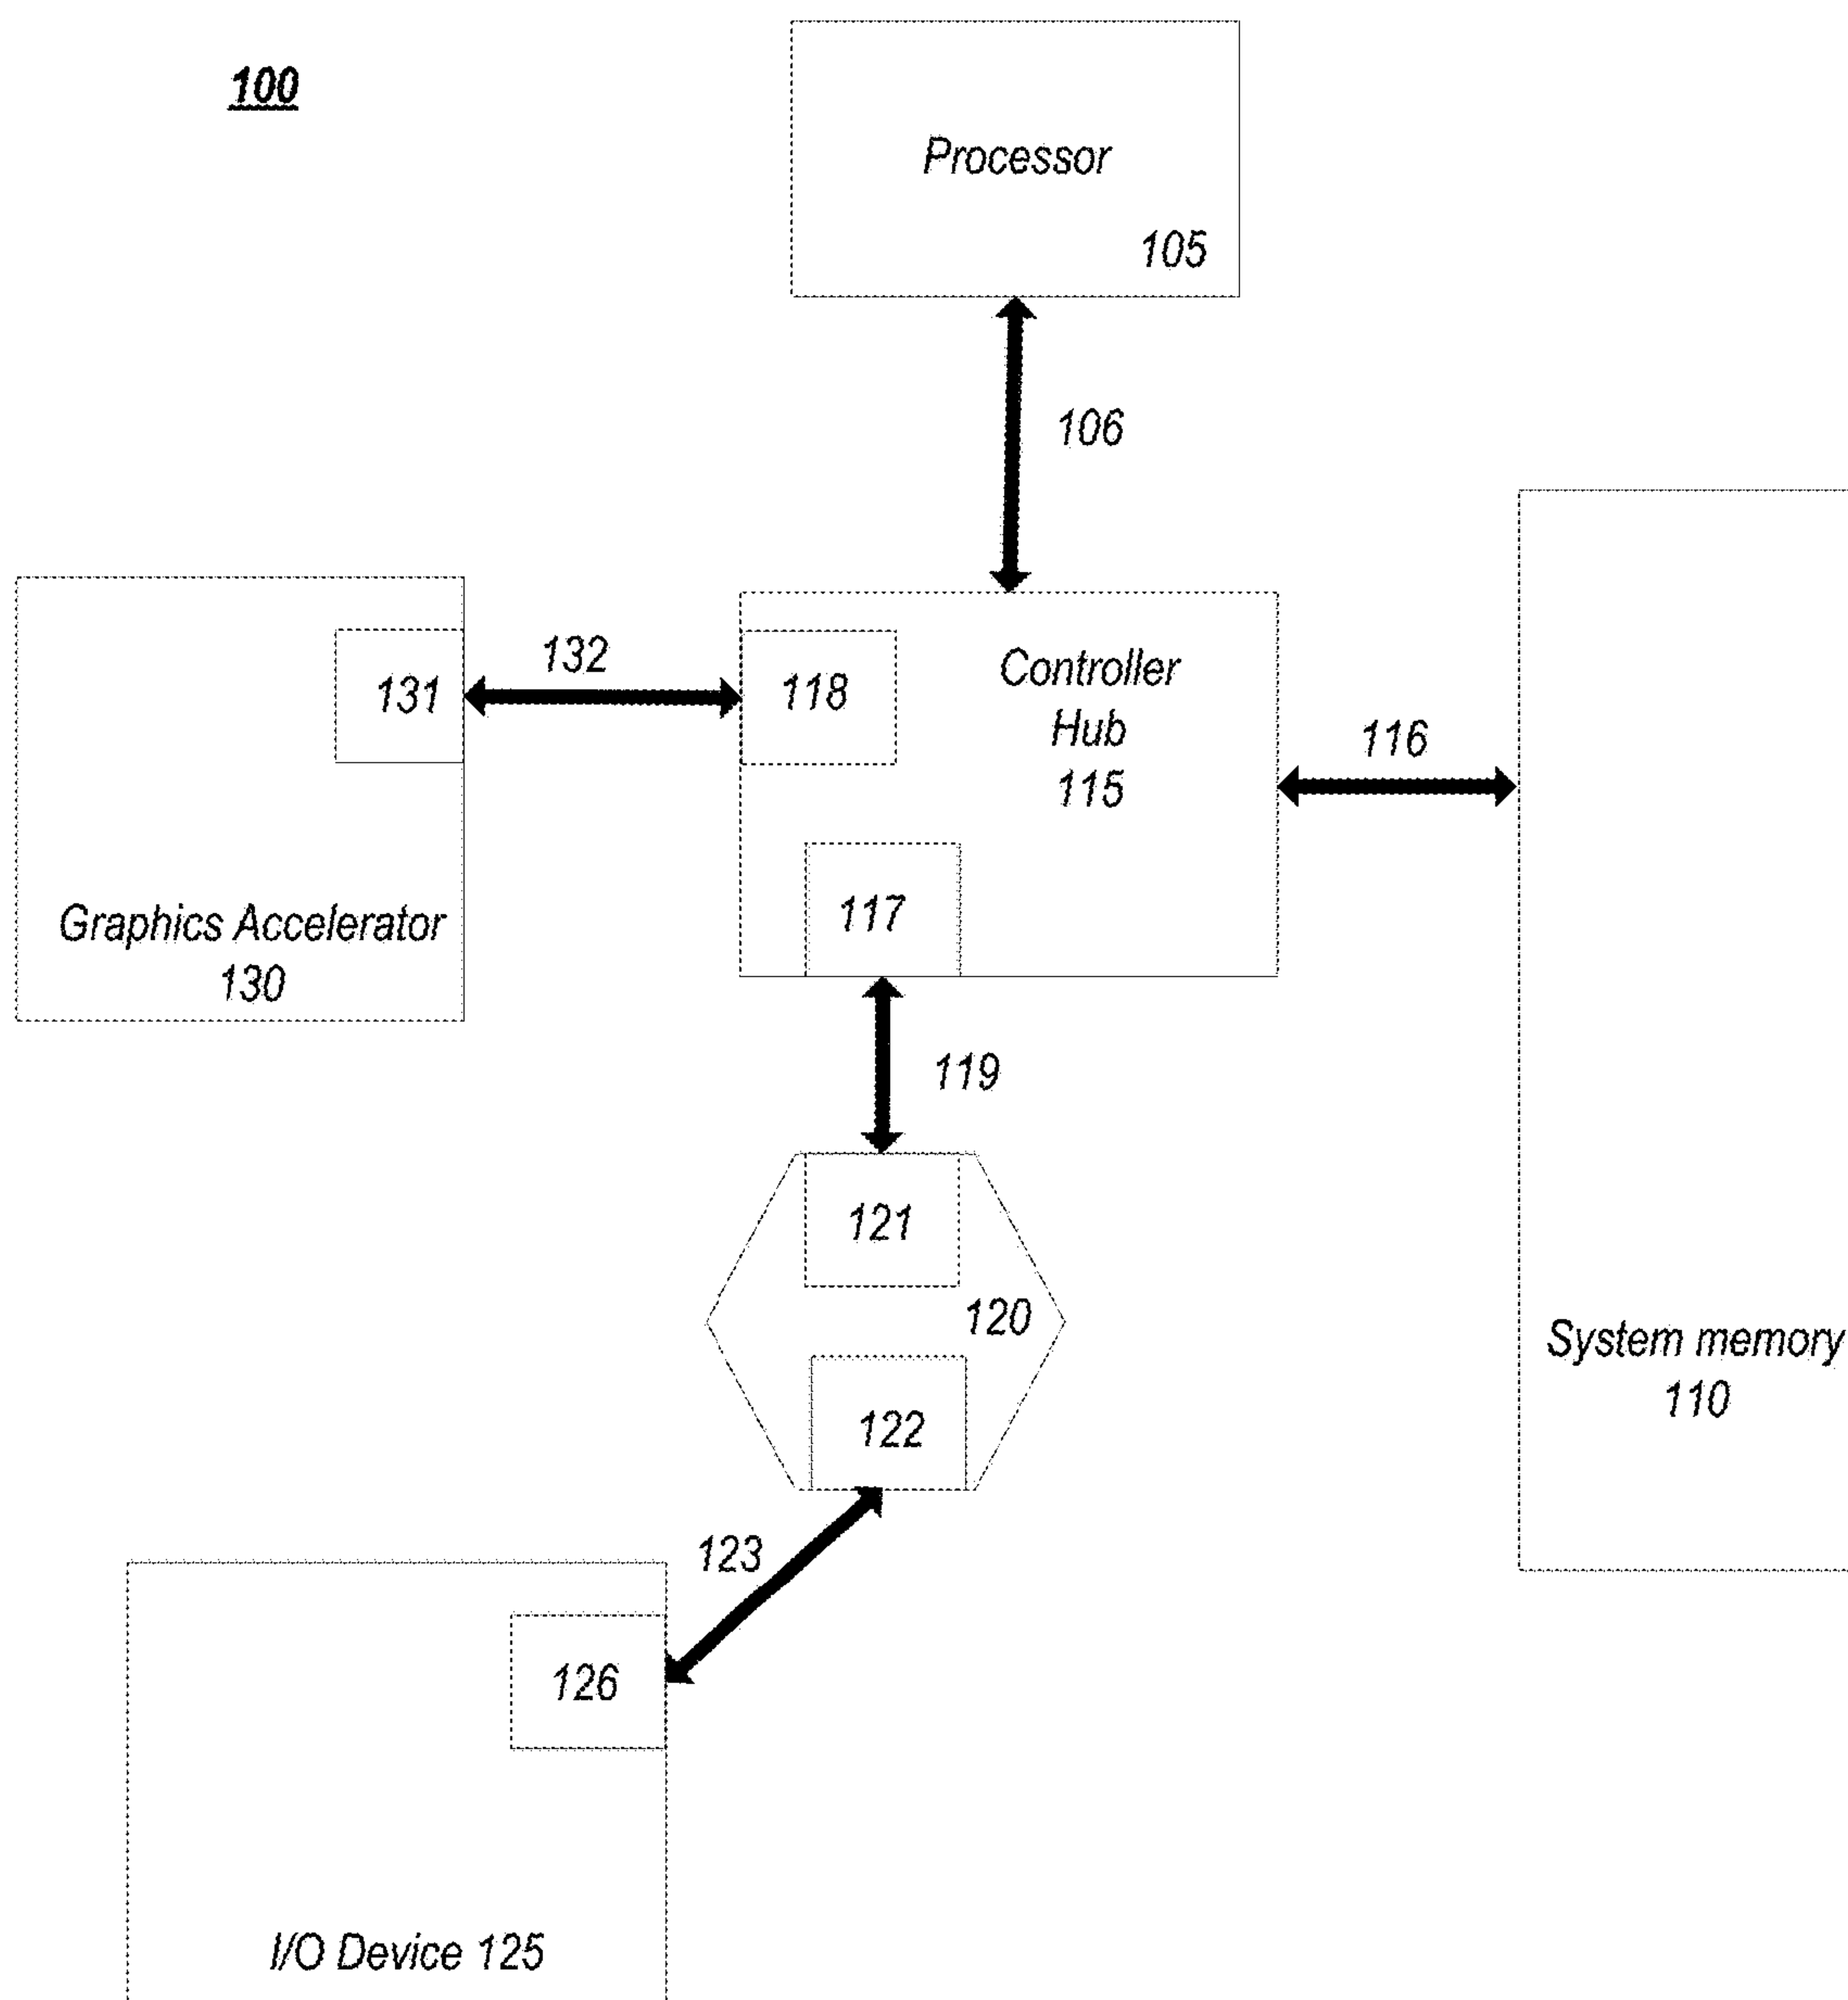 100
Processor
105
106
132
131
118
Controller
Hub
115
116
117
Graphics Accelerator
130
119
121
120
System memory
110
122
123
126
I/O Device 125